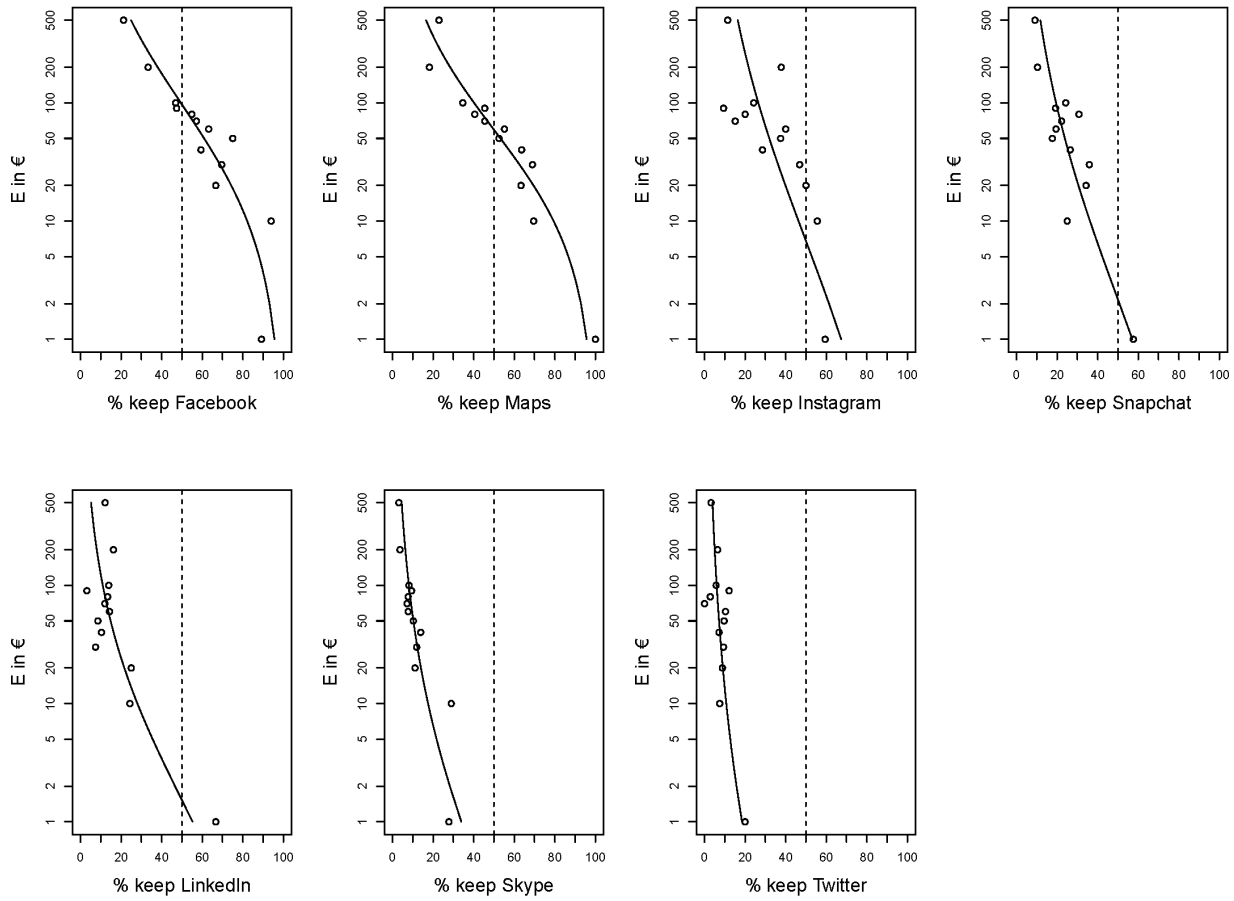 500 500 500 500
200 200 200 200
100 100 100 100
E in € E in € E in € E in €
50 50 50 50
20 20 20 20
10 10 10 10
5 5 5 5
2 2 2 2
1 1 1 1
0 20 40 60 80 100 0 20 40 60 80 100 0 20 40 60 80 100 0 20 40 60 80 100
% keep Facebook % keep Maps % keep Instagram % keep Snapchat
500 500 500
200 200 200
100 100 100
E in € E in € E in €
50 50 50
20 20 20
10 10 10
5 5 5
2 2 2
1 1 1
0 20 40 60 80 100 0 20 40 60 80 100 0 20 40 60 80 100
% keep LinkedIn % keep Skype % keep Twitter